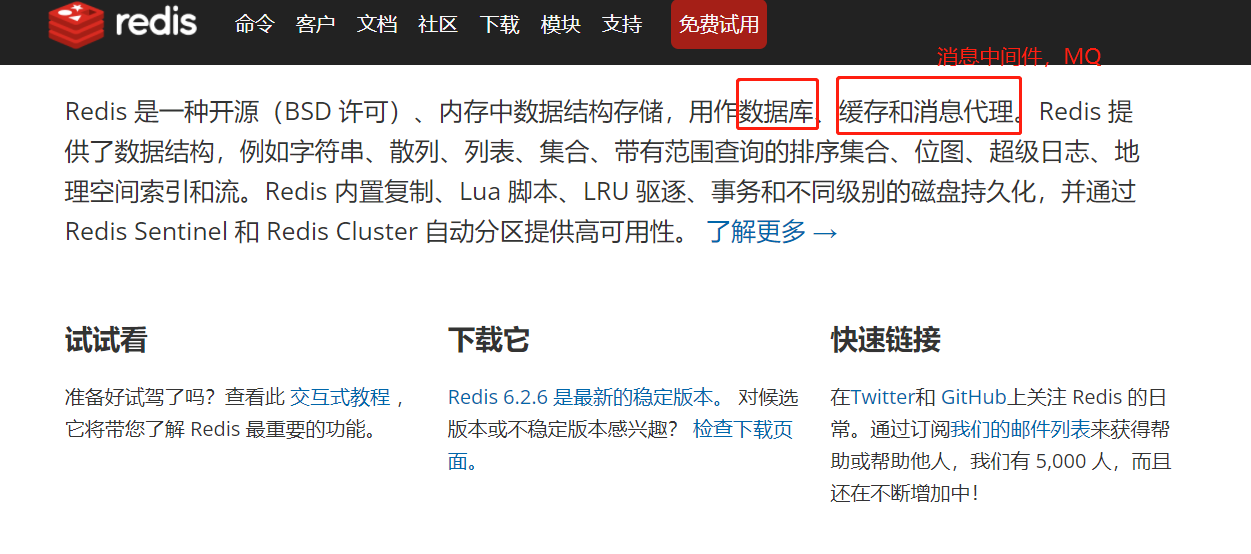 redis 命令 客户 文档 社区 下载 模块 支持 免费试用
消息中间件，MQ
Redis 是一种开源（BSD 许可）、内存中数据结构存储，用作数据库、缓存和消息代理。Redis 提
供了数据结构，例如字符串、散列、列表、集合、带有范围查询的排序集合、位图、超级日志、地
理空间索引和流。Redis 内置复制、Lua 脚本、LRU 驱逐、事务和不同级别的磁盘持久化，并通过
Redis Sentinel 和 Redis Cluster 自动分区提供高可用性。 了解更多 →
试试看
准备好试驾了吗？查看此 交互式教程 ，
它将带您了解 Redis 最重要的功能。
下载它
Redis 6.2.6 是最新的稳定版本。 对候选
版本或不稳定版本感兴趣？ 检查下载页
面。
快速链接
在Twitter和 GitHub上关注 Redis 的日
常。通过订阅我们的邮件列表来获得帮
助或帮助他人，我们有 5,000 人，而且
还在不断增加中！